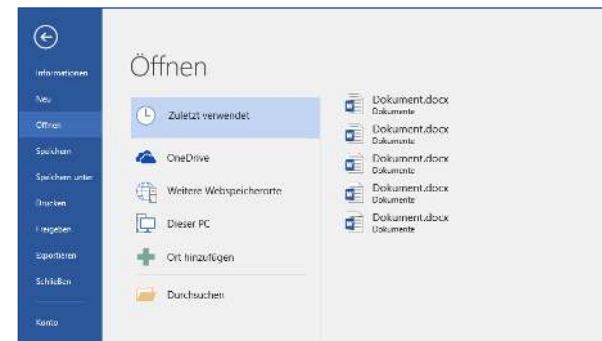 Informationen
Neu
Öffnen
Speichern
Speichern unter
Drucken
Freigeben
Exportieren
Schließen
Konto
Öffnen
Zuletzt verwendet
OneDrive
Weitere Webspeicherorte
Dieser PC
Ort hinzufügen
Durchsuchen
Dokument.docx
Dokumente
Dokument.docx
Dokumente
Dokument.docx
Dokumente
Dokument.docx
Dokumente
Dokument.docx
Dokumente